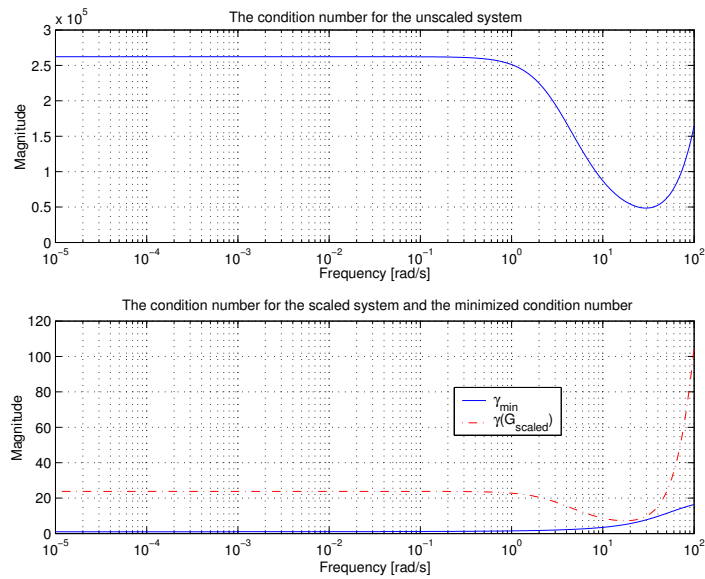 The condition number for the unscaled system
x 10^5
3
2.5
2
1.5
1
0.5
0
Magnitude
10^-5 10^-4 10^-3 10^-2 10^-1 10^0 10^1 10^2
Frequency [rad/s]
The condition number for the scaled system and the minimized condition number
120
100
80
60
40
20
0
Magnitude
γ_min
γ(G_scaled)
10^-5 10^-4 10^-3 10^-2 10^-1 10^0 10^1 10^2
Frequency [rad/s]